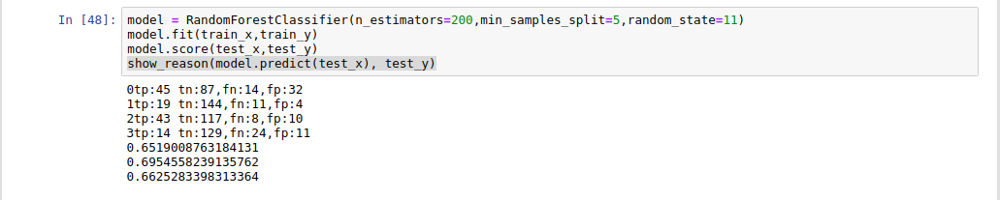 In [48]: model = RandomForestClassifier(n_estimators=200,min_samples_split=5,random_state=11)
model.fit(train_x,train_y)
model.score(test_x,test_y)
show_reason(model.predict(test_x), test_y)
0tp:45 tn:87,fn:14,fp:32
1tp:19 tn:144,fn:11,fp:4
2tp:43 tn:117,fn:8,fp:10
3tp:14 tn:129,fn:24,fp:11
0.6519008763184131
0.6954558239135762
0.6625283398313364